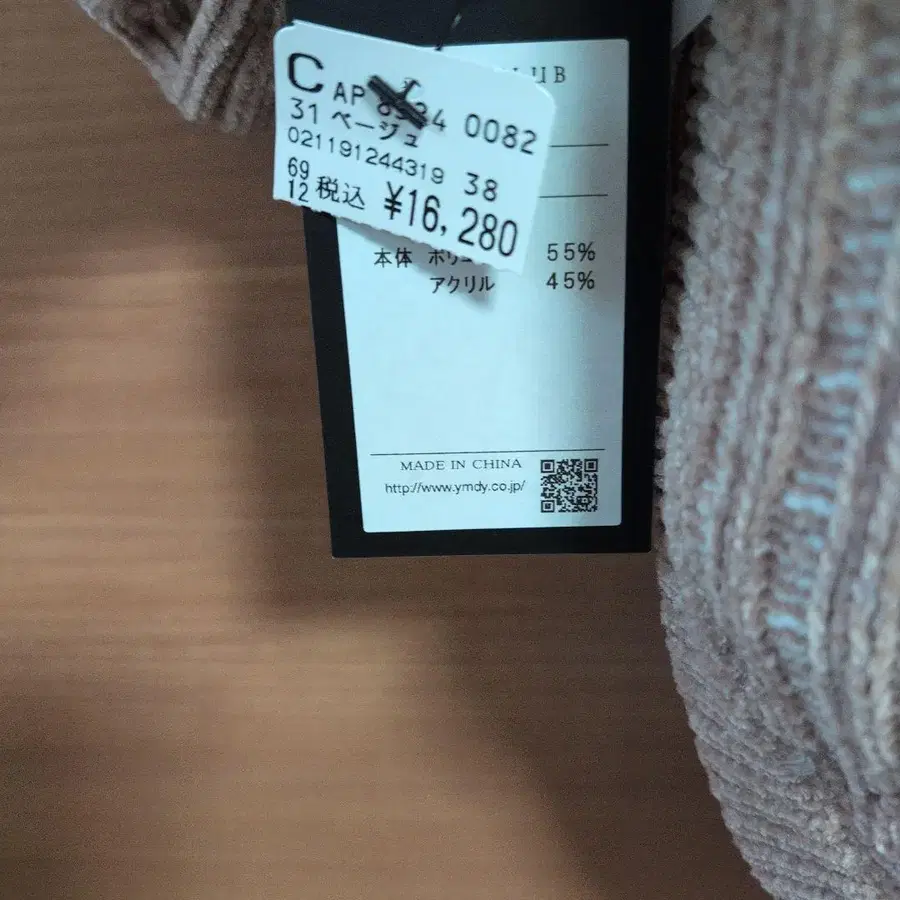 C AP 0082
31 ベージュ
021191244319 38
69
12 税込 ¥16,280
LUB
本体 55%
アクリル 45%
MADE IN CHINA
http://www.ymdy.co.jp/